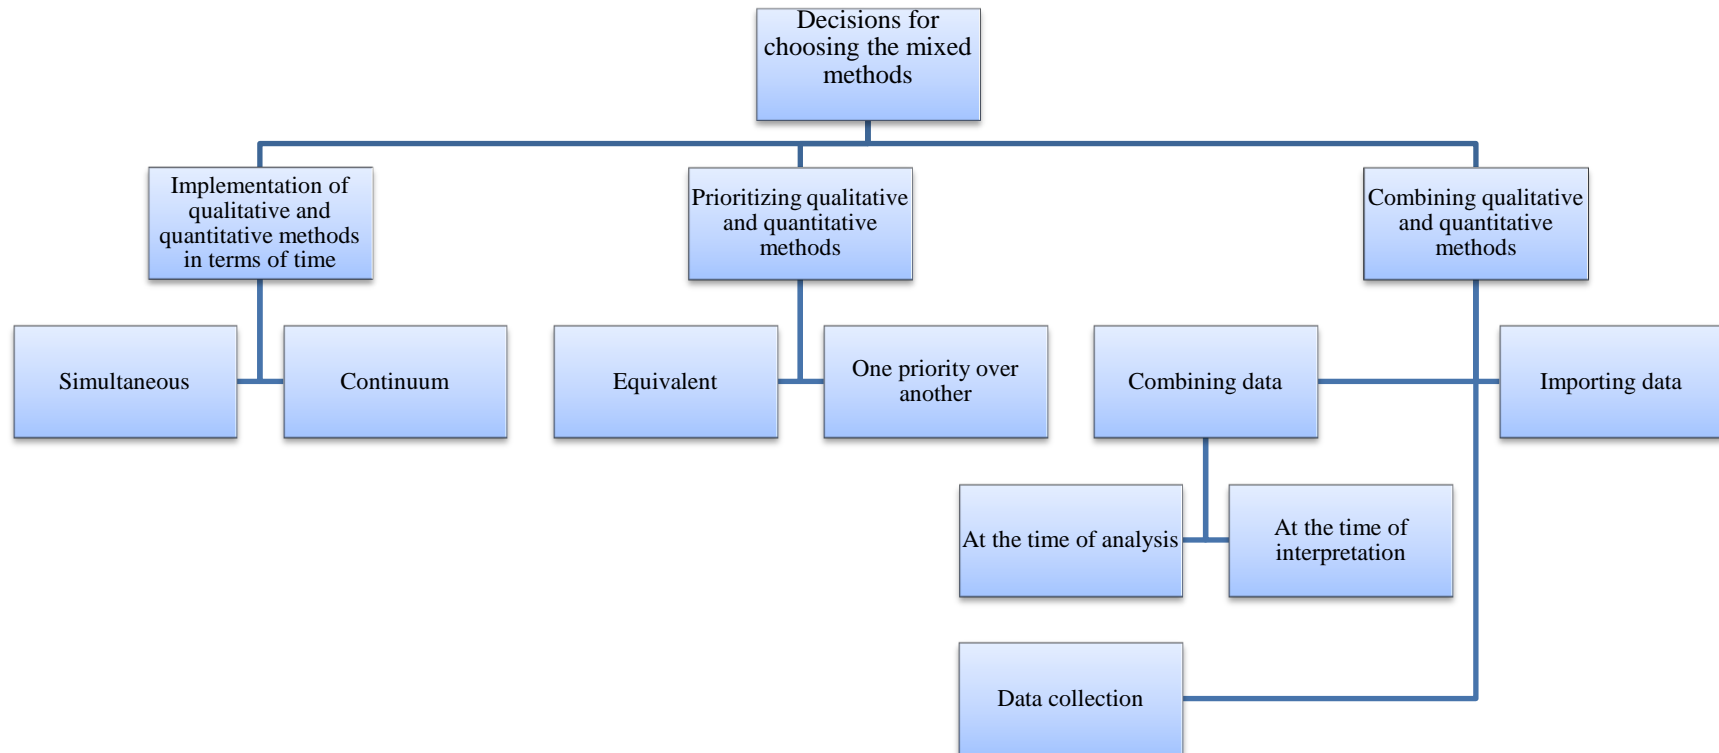 Decisions for
choosing the mixed
methods
Implementation of
qualitative and
quantitative methods
in terms of time
Prioritizing qualitative
and quantitative
methods
Combining qualitative
and quantitative
methods
Simultaneous
Continuum
Equivalent
One priority over
another
Combining data
Importing data
At the time of analysis
At the time of
interpretation
Data collection